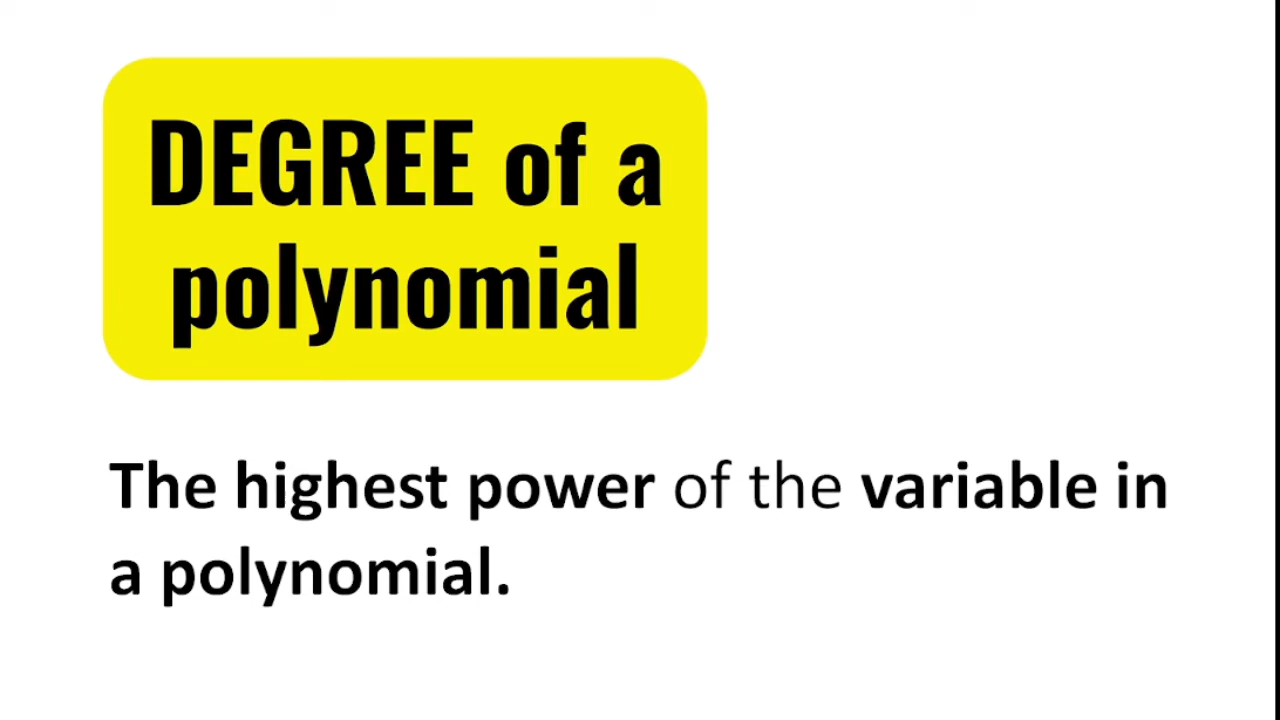 DEGREE of a
polynomial
The highest power of the variable in
a polynomial.